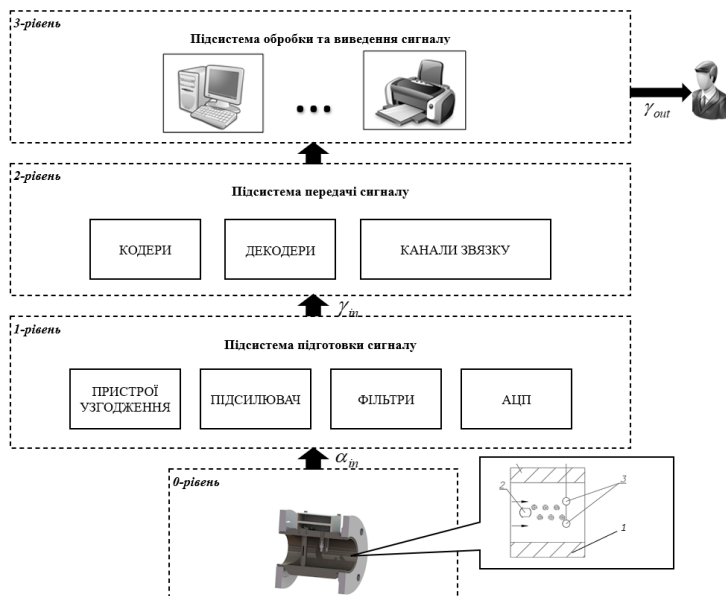 3-рівень
Підсистема обробки та виведення сигналу
γout
2-рівень
Підсистема передачі сигналу
КОДЕРИ
ДЕКОДЕРИ
КАНАЛИ ЗВЯЗКУ
γin
1-рівень
Підсистема підготовки сигналу
ПРИСТРОЇ
УЗГОДЖЕННЯ
ПІДСИЛЮВАЧ
ФІЛЬТРИ
АЦП
αin
0-рівень
2
3
1